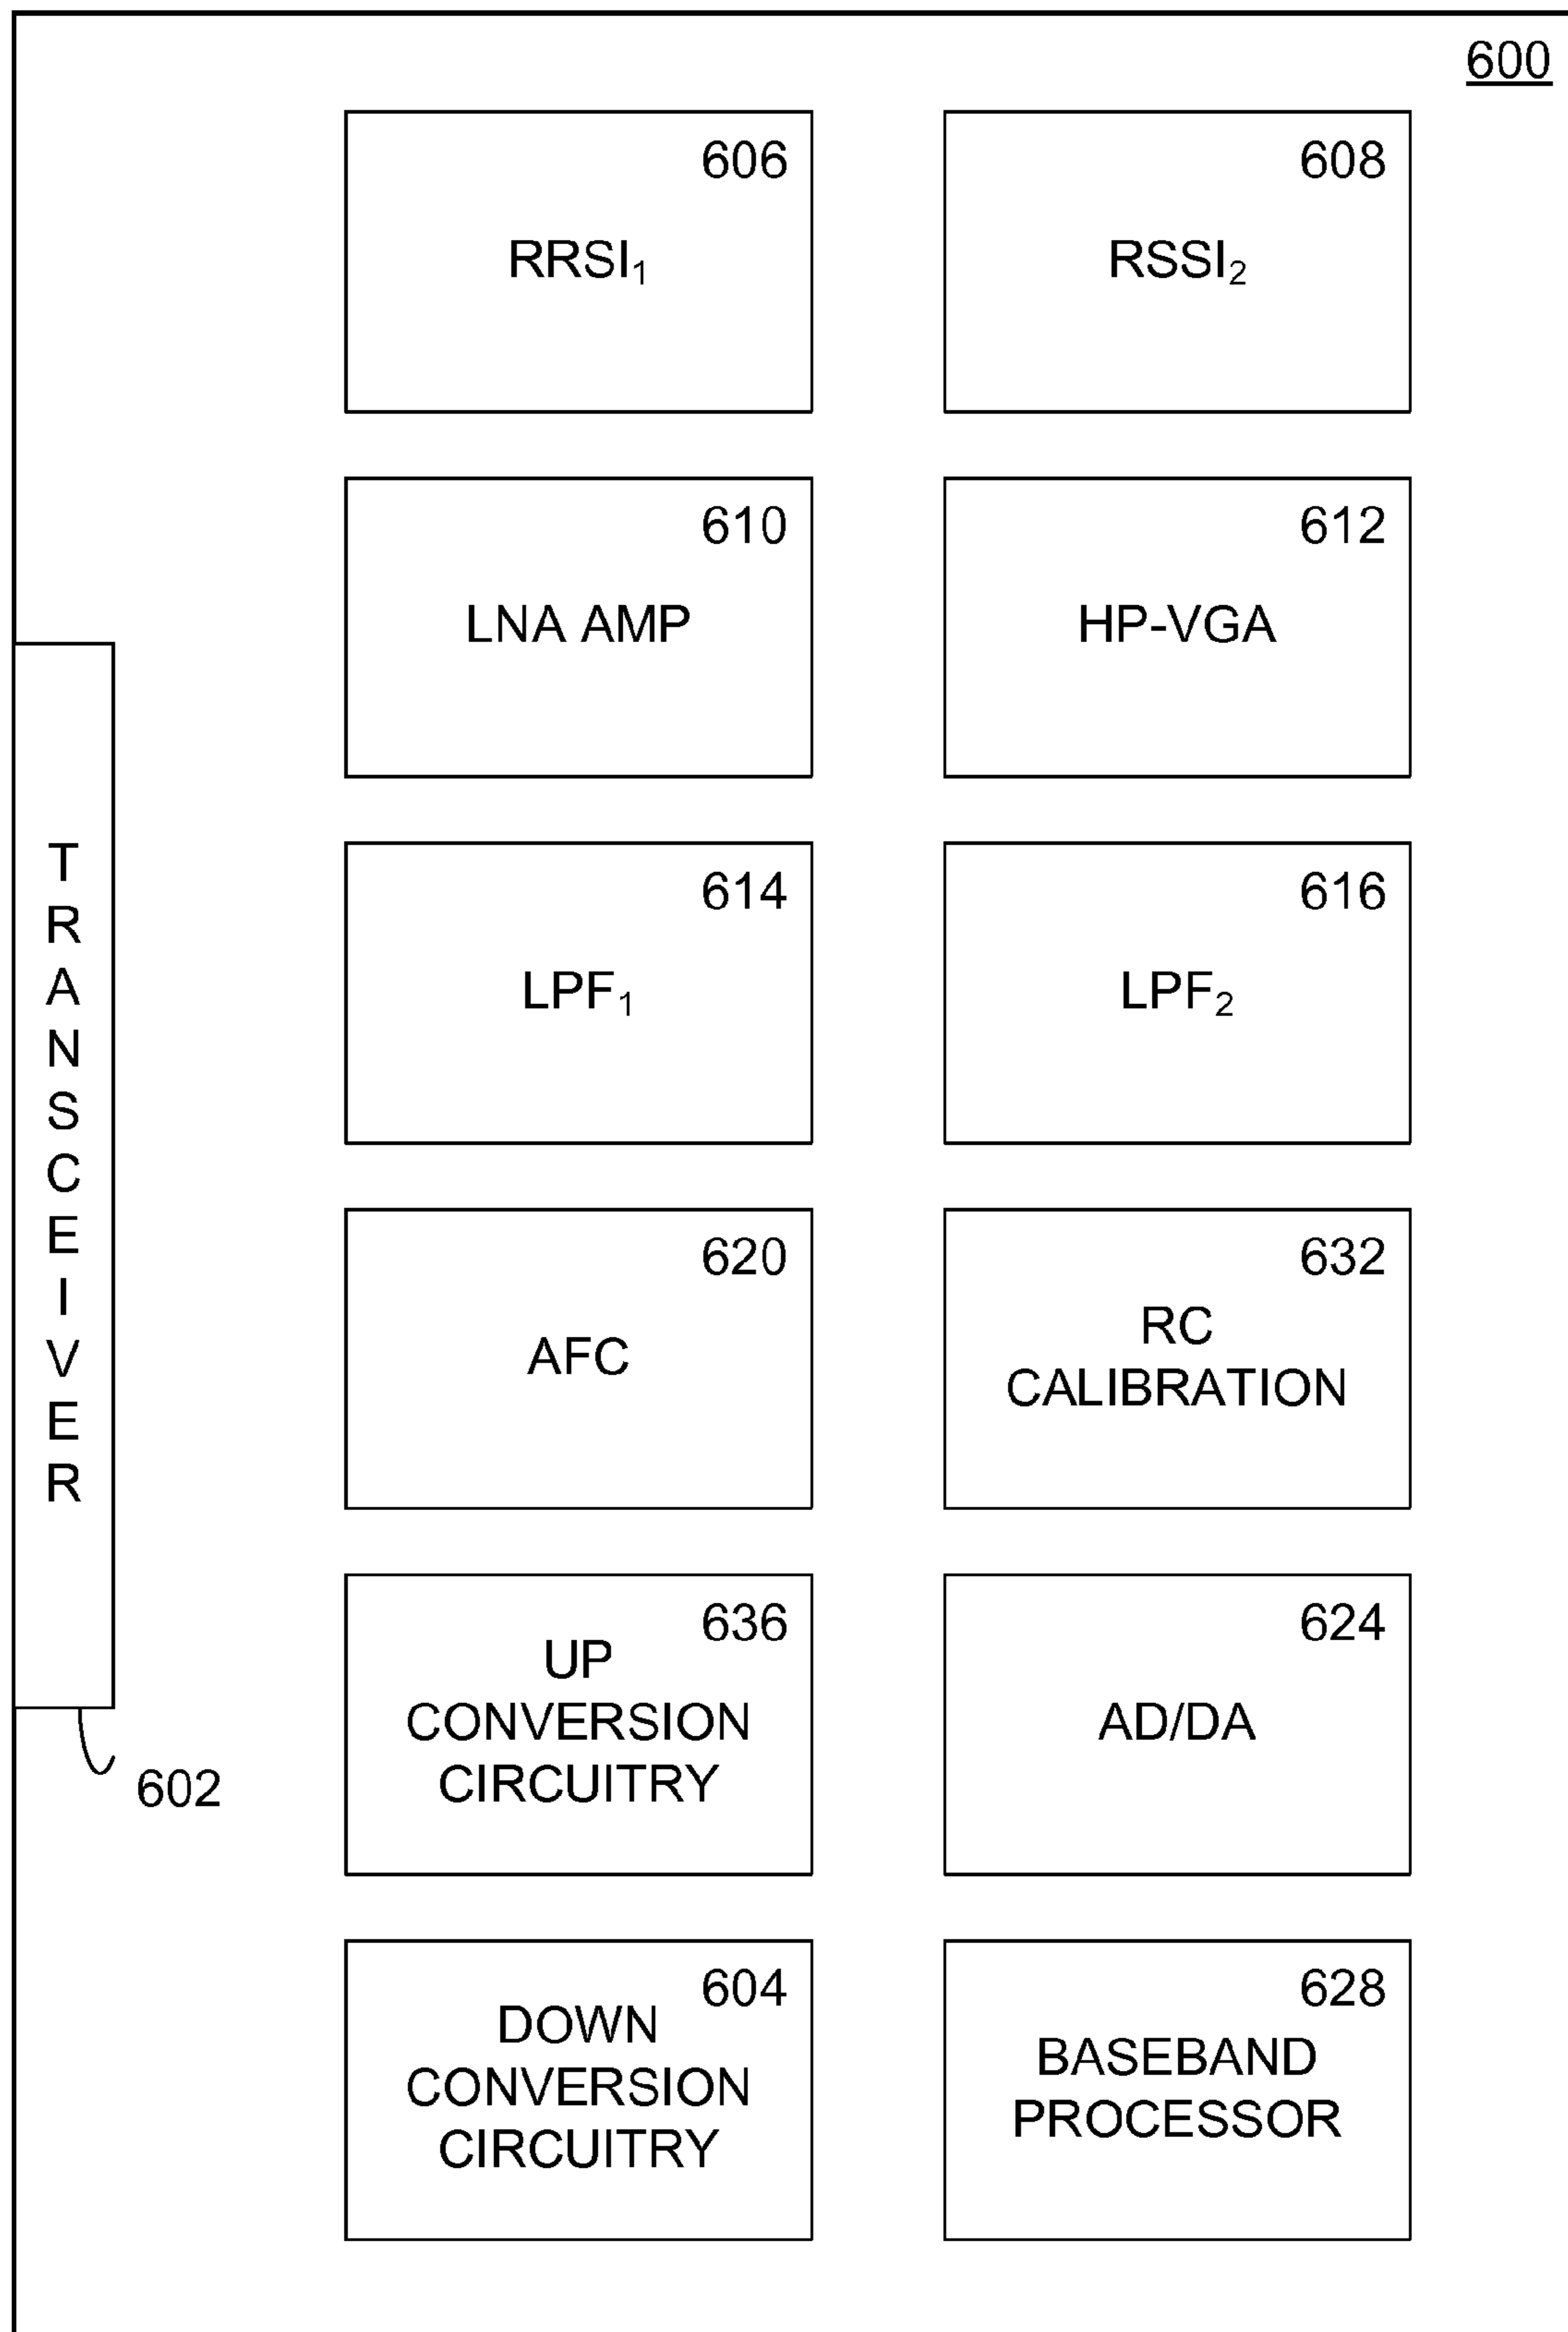 600
606
RRSI₁
608
RSSI₂
610
LNA AMP
612
HP-VGA
614
LPF₁
616
LPF₂
620
AFC
632
RC
CALIBRATION
636
UP
CONVERSION
CIRCUITRY
624
AD/DA
604
DOWN
CONVERSION
CIRCUITRY
628
BASEBAND
PROCESSOR
TRANSCEIVER
602